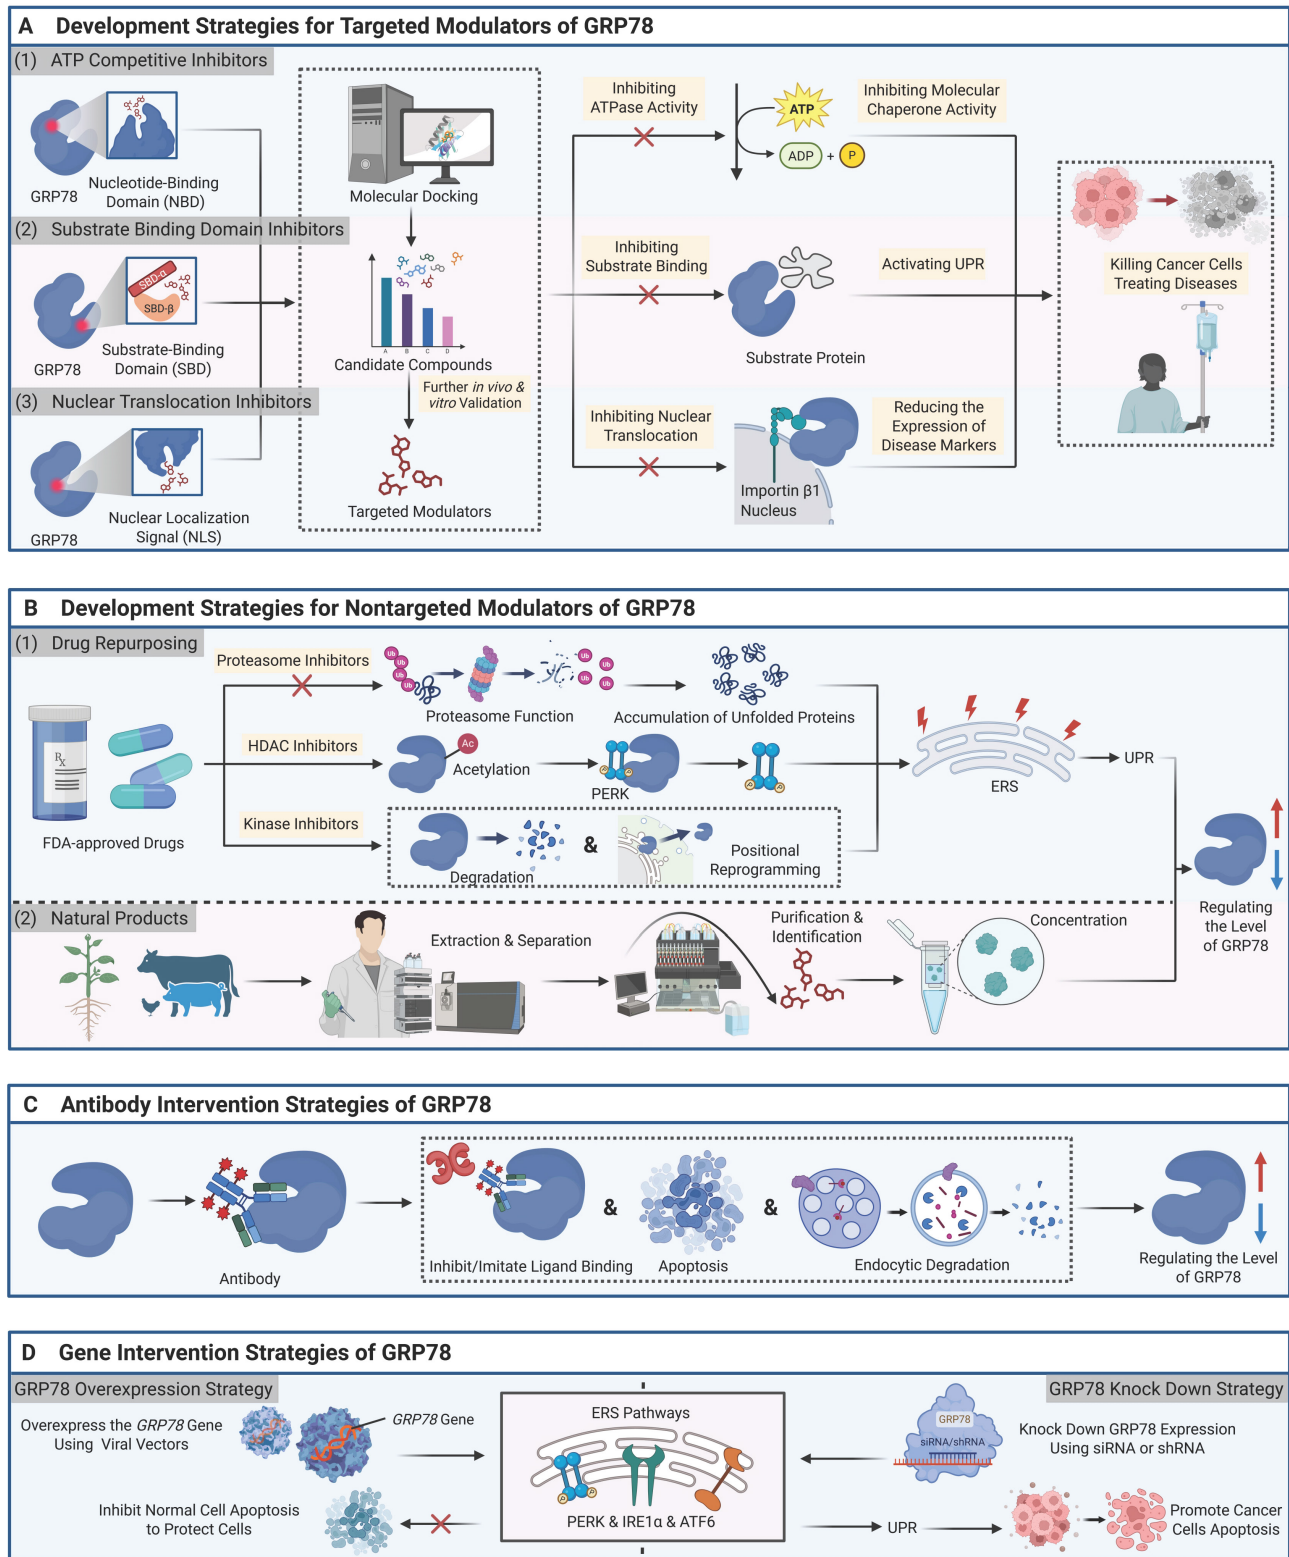 A Development Strategies for Targeted Modulators of GRP78
(1) ATP Competitive Inhibitors
GRP78
Nucleotide-Binding
Domain (NBD)
(2) Substrate Binding Domain Inhibitors
SBD-α
SBD-β
GRP78
Substrate-Binding
Domain (SBD)
(3) Nuclear Translocation Inhibitors
GRP78
Nuclear Localization
Signal (NLS)
Molecular Docking
A B C D
Candidate Compounds
Further in vivo &
vitro Validation
Targeted Modulators
Inhibiting
ATPase Activity
ATP
ADP + P
Inhibiting Molecular
Chaperone Activity
Inhibiting
Substrate Binding
Substrate Protein
Activating UPR
Inhibiting Nuclear
Translocation
Importin β1
Nucleus
Reducing the
Expression of
Disease Markers
Killing Cancer Cells
Treating Diseases
B Development Strategies for Nontargeted Modulators of GRP78
(1) Drug Repurposing
Rx
FDA-approved Drugs
Proteasome Inhibitors
Ub
Ub
Ub
Ub
Proteasome Function
Ub
Ub
Ub
Ub
Accumulation of Unfolded Proteins
HDAC Inhibitors
Ac
Acetylation
P
P
PERK
P
P
Kinase Inhibitors
Degradation
&
Positional
Reprogramming
ERS
UPR
Regulating
the Level
of GRP78
(2) Natural Products
Extraction & Separation
Purification &
Identification
Concentration
C Antibody Intervention Strategies of GRP78
Antibody
Inhibit/Imitate Ligand Binding
&
Apoptosis
&
Endocytic Degradation
Regulating the Level
of GRP78
D Gene Intervention Strategies of GRP78
GRP78 Overexpression Strategy
Overexpress the GRP78 Gene
Using Viral Vectors
GRP78 Gene
Inhibit Normal Cell Apoptosis
to Protect Cells
ERS Pathways
P
P
PERK & IRE1α & ATF6
GRP78 Knock Down Strategy
GRP78
siRNA/shRNA
Knock Down GRP78 Expression
Using siRNA or shRNA
UPR
Promote Cancer
Cells Apoptosis